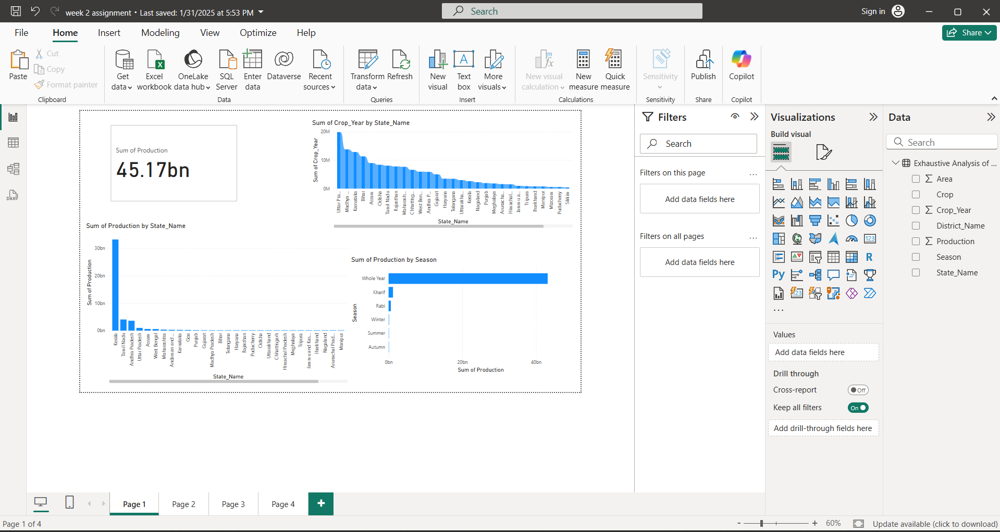 week 2 assignment • Last saved: 1/31/2025 at 5:53 PM
Search
Sign in
File
Home
Insert
Modeling
View
Optimize
Help
Share
Paste
Cut
Copy
Format painter
Clipboard
Get data
Excel workbook
OneLake data hub
SQL Server
Enter data
Dataverse
Recent sources
Data
Transform data
Refresh
Queries
New visual
Text box
More visuals
Insert
New visual calculation
New measure
Quick measure
Calculations
Sensitivity
Sensitivity
Publish
Share
Copilot
Copilot
Sum of Production
45.17bn
Sum of Crop_Year by State_Name
Sum of Crop_Year
20M
10M
0M
Uttar Pra...
Madhya ...
Karnataka
Bihar
Assam
Odisha
Tamil Nadu
Rajasthan
Maharash...
Chhattisg...
West Ben...
Andhra P...
Gujarat
Haryana
Telangana
Uttarakha...
Kerala
Nagaland
Punjab
Meghalaya
Arunacha...
Himachal...
Jammu a...
Tripura
Jharkhand
Manipur
Mizoram
Puducherry
Sikkim
State_Name
Sum of Production by State_Name
Sum of Production
30bn
20bn
10bn
0bn
Kerala
Tamil Nadu
Andhra Pradesh
Uttar Pradesh
Assam
West Bengal
Maharashtra
Andaman and ...
Karnataka
Goa
Punjab
Gujarat
Madhya Pradesh
Bihar
Telangana
Haryana
Rajasthan
Puducherry
Odisha
Uttarakhand
Chhattisgarh
Himachal Pradesh
Meghalaya
Tripura
Jammu and Kas...
Jharkhand
Nagaland
Arunachal Prad...
Manipur
State_Name
Sum of Production by Season
Season
Whole Year
Kharif
Rabi
Winter
Summer
Autumn
0bn
20bn
40bn
Sum of Production
Filters
Search
Filters on this page
...
Add data fields here
Filters on all pages
...
Add data fields here
Visualizations
Build visual
123
R
Py
123
...
Values
Add data fields here
Drill through
Cross-report
Off
Keep all filters
On
Add drill-through fields here
Data
Search
Exhaustive Analysis of ...
Area
Crop
Crop_Year
District_Name
Production
Season
State_Name
DAX
Page 1
Page 2
Page 3
Page 4
+
Page 1 of 4
- + 60%
Update available (click to download)